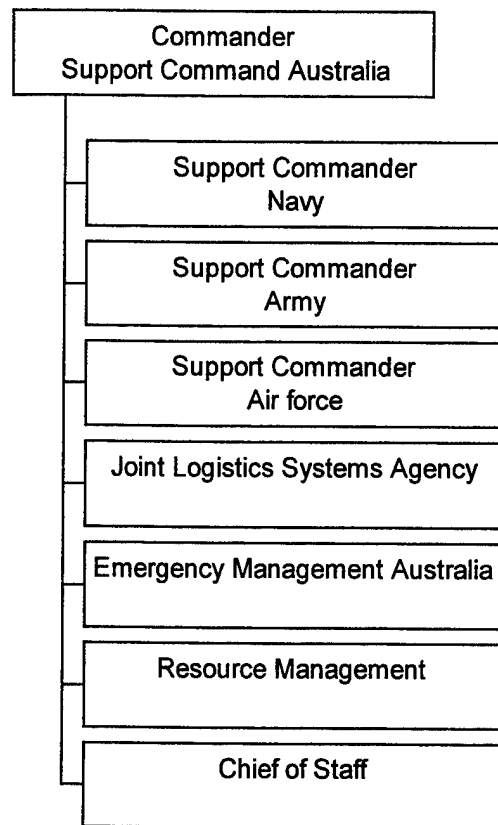 Commander
Support Command Australia
Support Commander
Navy
Support Commander
Army
Support Commander
Air force
Joint Logistics Systems Agency
Emergency Management Australia
Resource Management
Chief of Staff